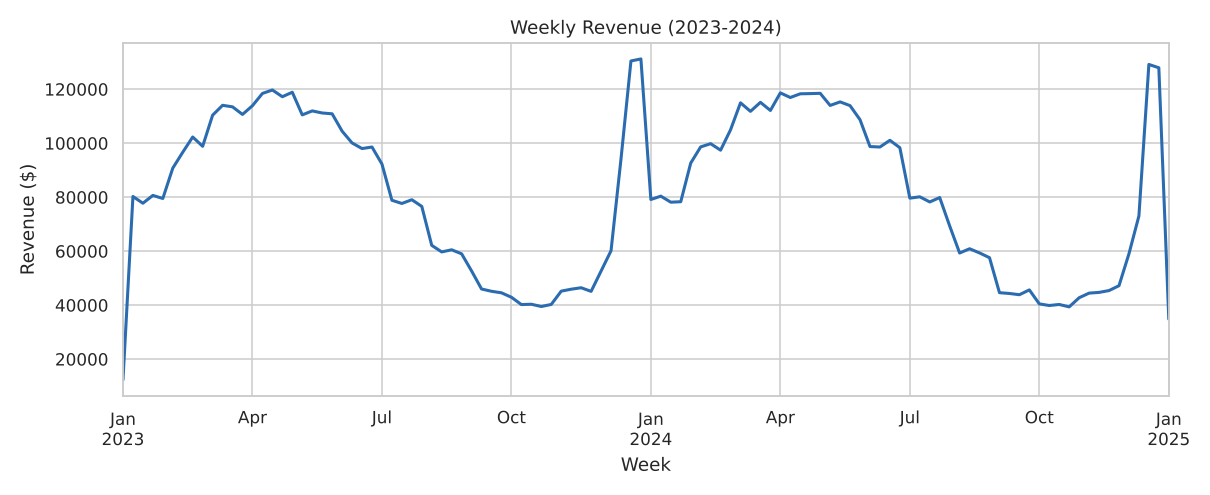 Weekly Revenue (2023-2024)
Revenue ($)
120000
100000
80000
60000
40000
20000
Jan Apr Jul Oct Jan Apr Jul Oct Jan
2023 2024 2025
Week